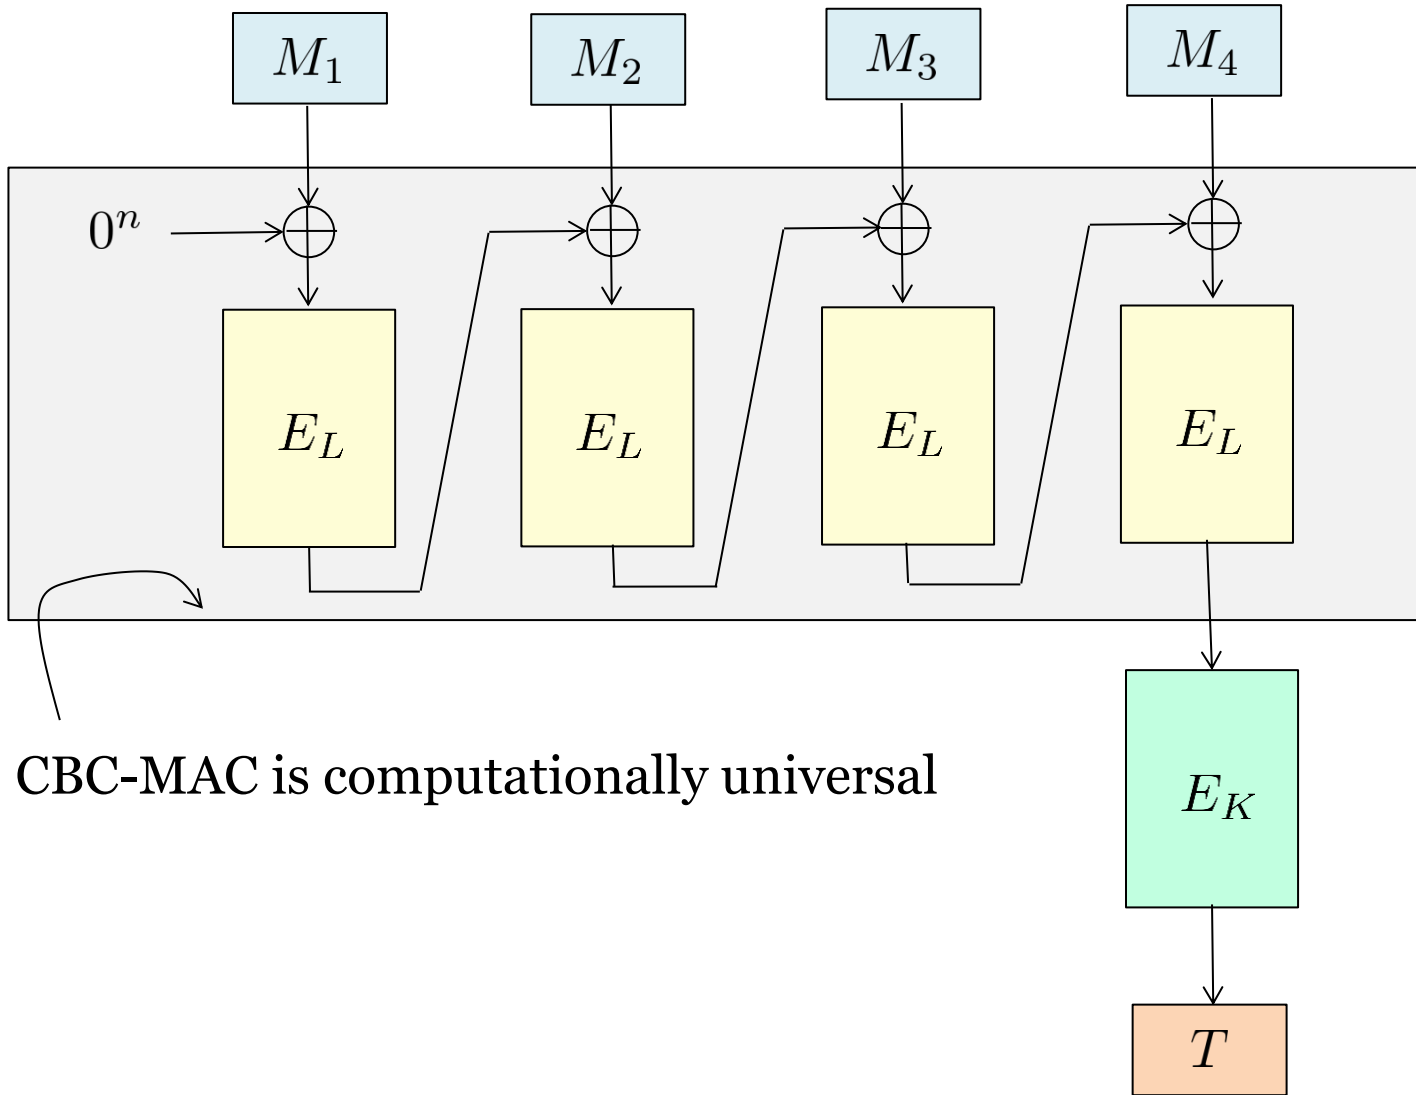 M₁ M₂ M₃ M₄
0ⁿ
E_L E_L E_L E_L
CBC-MAC is computationally universal
E_K
T